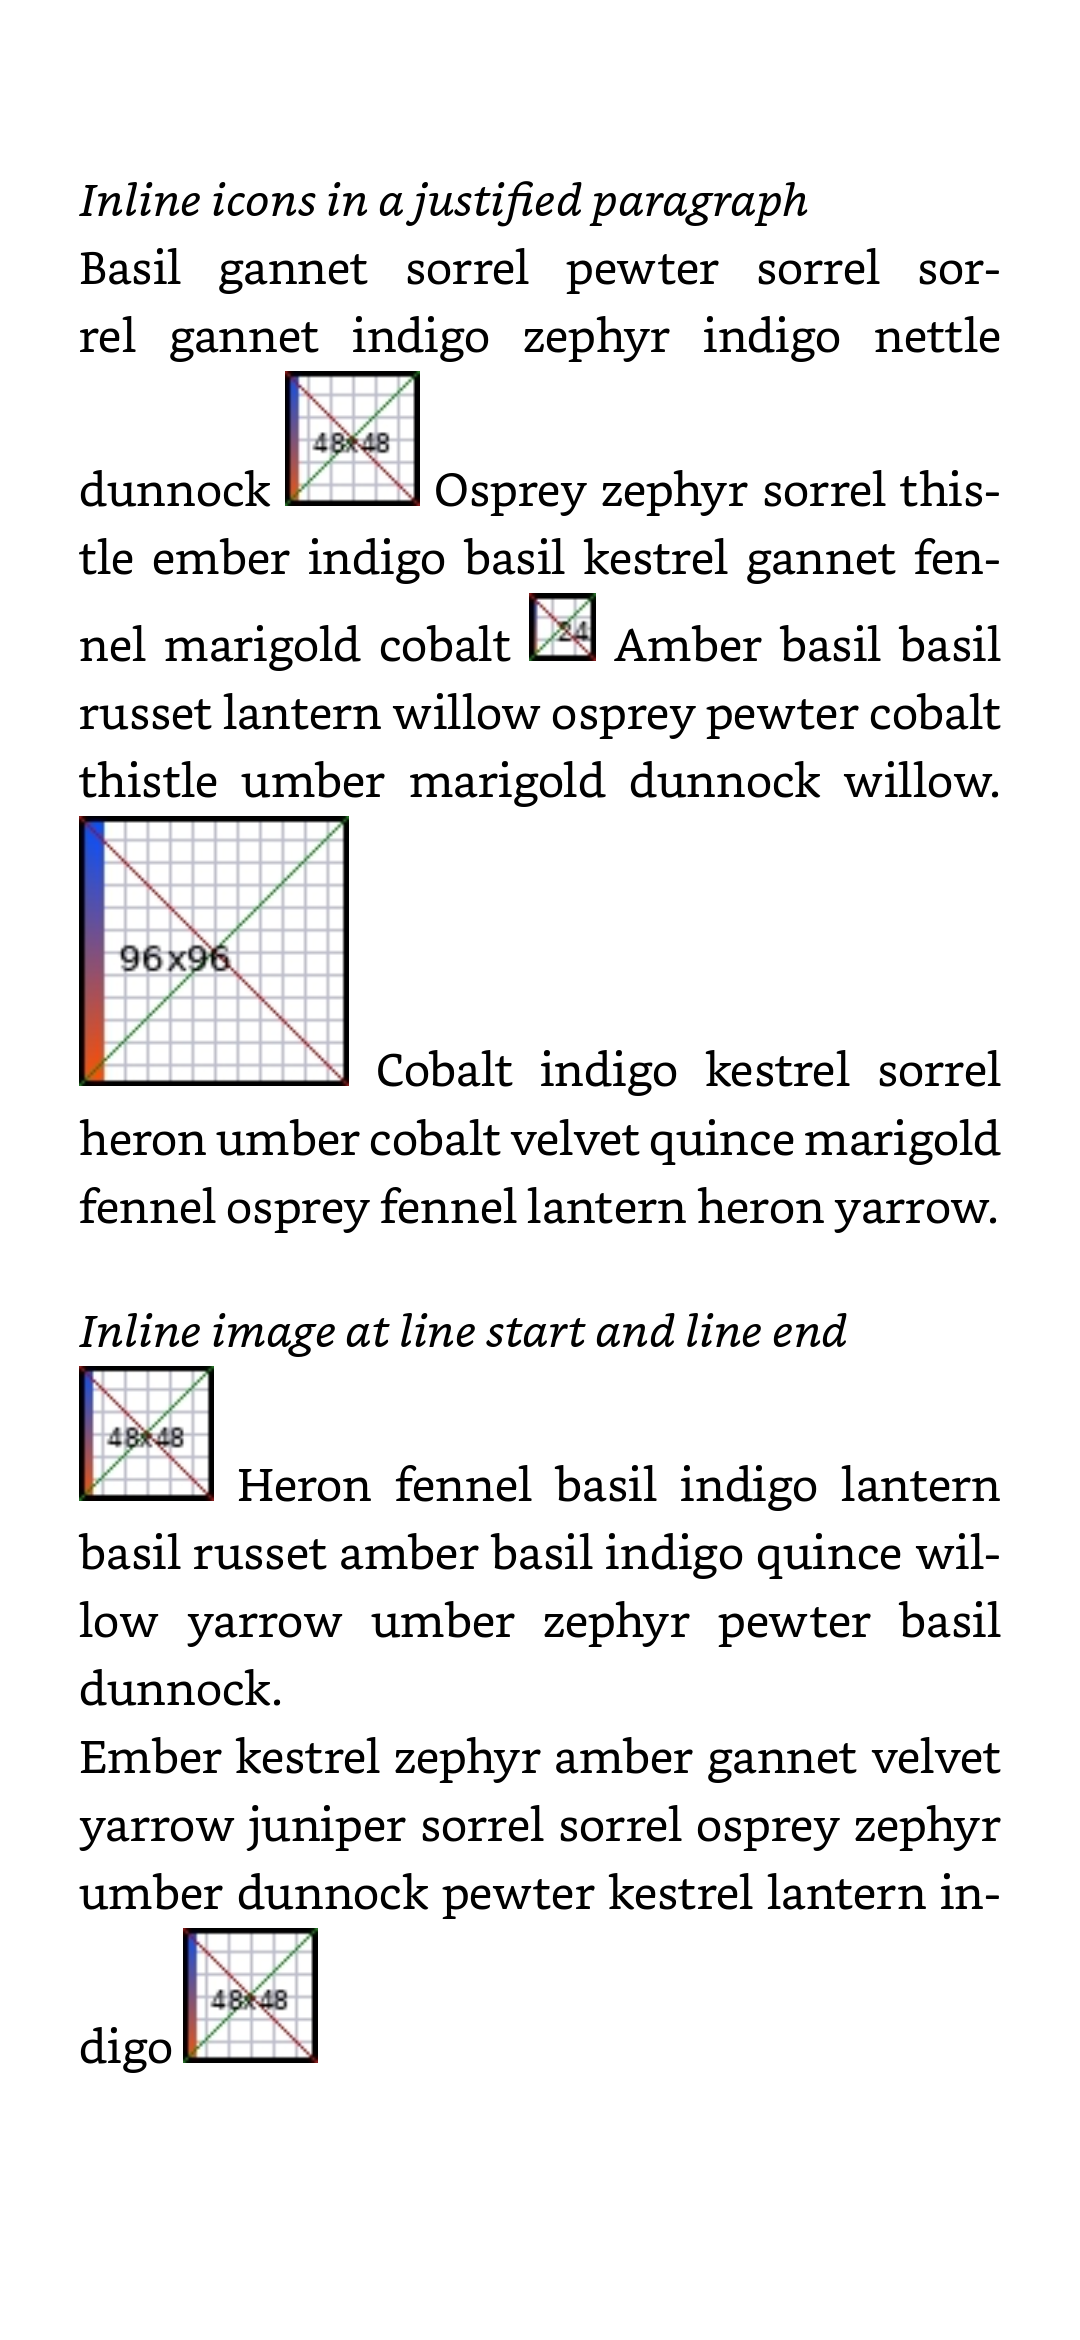 Inline icons in a justified paragraph
Basil gannet sorrel pewter sorrel sor-
rel gannet indigo zephyr indigo nettle
dunnock 48x48 Osprey zephyr sorrel this-
tle ember indigo basil kestrel gannet fen-
nel marigold cobalt 24 Amber basil basil
russet lantern willow osprey pewter cobalt
thistle umber marigold dunnock willow.
96x96 Cobalt indigo kestrel sorrel
heron umber cobalt velvet quince marigold
fennel osprey fennel lantern heron yarrow.
Inline image at line start and line end
48x48 Heron fennel basil indigo lantern
basil russet amber basil indigo quince wil-
low yarrow umber zephyr pewter basil
dunnock.
Ember kestrel zephyr amber gannet velvet
yarrow juniper sorrel sorrel osprey zephyr
umber dunnock pewter kestrel lantern in-
digo 48x48